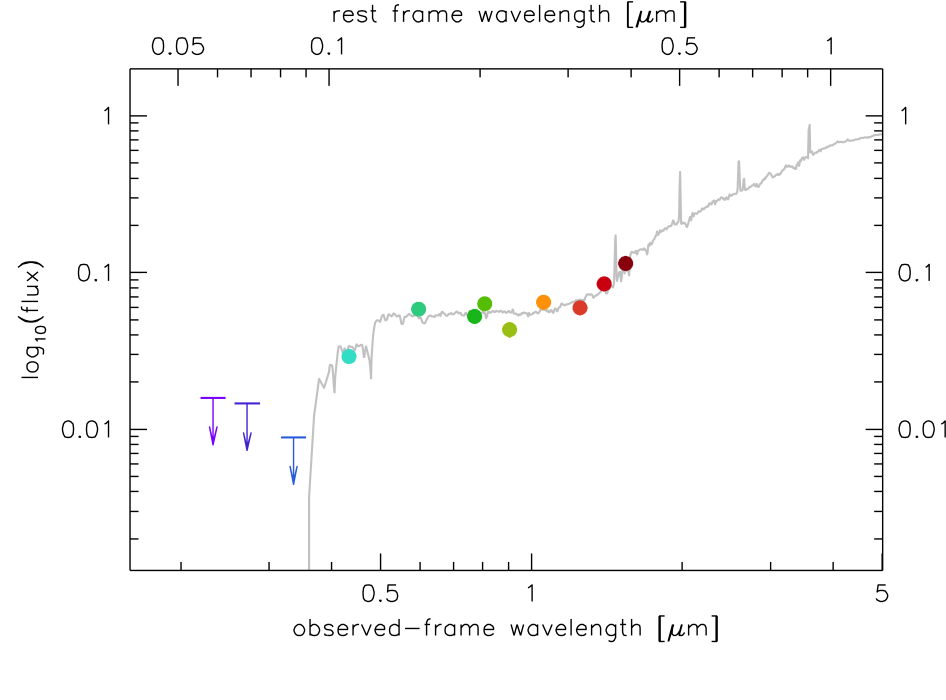 rest frame wavelength [μm]
0.05 0.1 0.5 1
1 1
0.1 0.1
log10(flux)
0.01 0.01
0.5 1 5
observed-frame wavelength [μm]